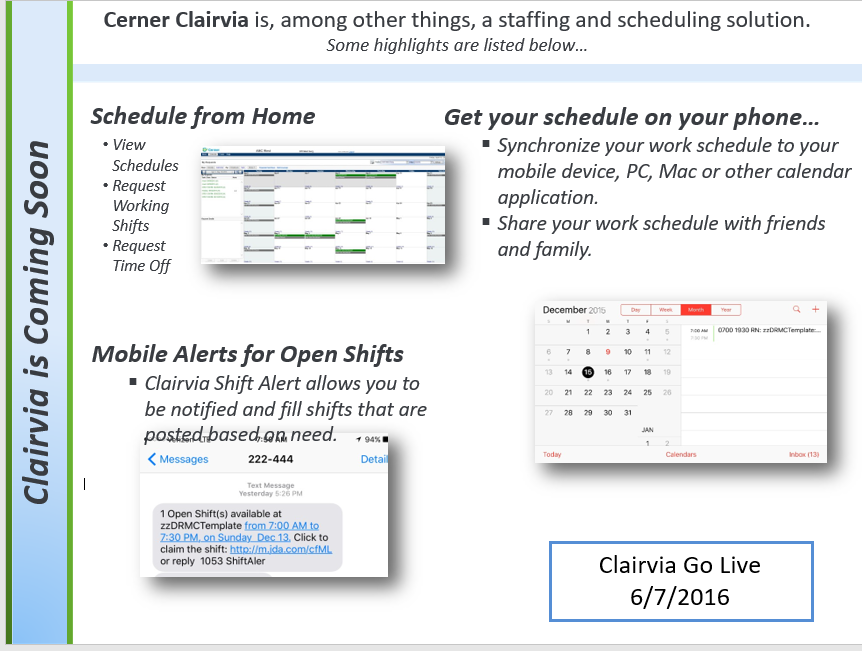 Cerner Clairvia is, among other things, a staffing and scheduling solution.
Some highlights are listed below…
Clairvia is Coming Soon
Schedule from Home
• View
Schedules
• Request
Working
Shifts
• Request
Time Off
Get your schedule on your phone…
▪ Synchronize your work schedule to your
mobile device, PC, Mac or other calendar
application.
▪ Share your work schedule with friends
and family.
Mobile Alerts for Open Shifts
▪ Clairvia Shift Alert allows you to
be notified and fill shifts that are
posted based on need.
94%
Messages 222-444 Detail
Text Message
Yesterday 5:26 PM
1 Open Shift(s) available at
zzDRMCTemplate from 7:00 AM to
7:30 PM, on Sunday Dec 13. Click to
claim the shift: http://m.jda.com/cfML
or reply 1053 ShiftAler
December 2015 Day Week Month Year
S M T W T F S
1 2 3 4 5
6 7 8 9 10 11 12
13 14 15 16 17 18 19
20 21 22 23 24 25 26
27 28 29 30 31
JAN
1 2
7:00 AM 0700 1930 RN: zzDRMCTemplate:...
7:30 PM
Today Calendars Inbox (13)
Clairvia Go Live
6/7/2016